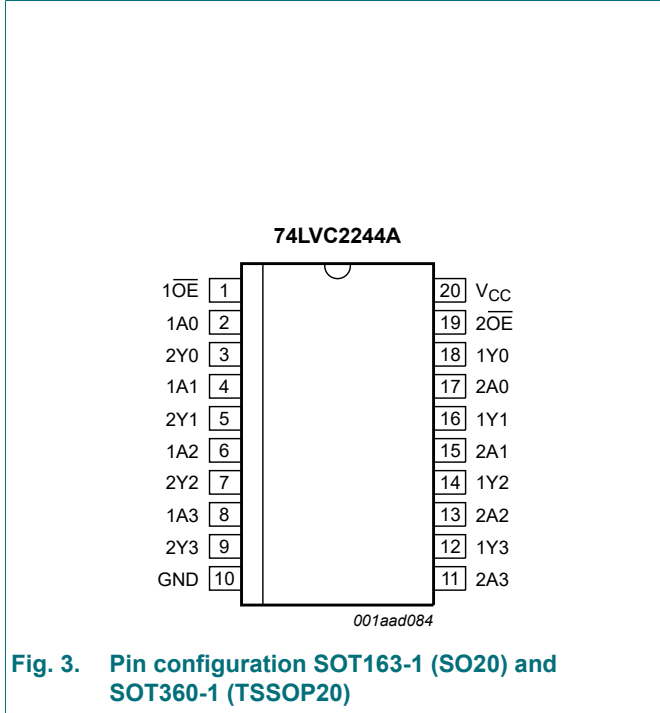 74LVC2244A
1O̅E̅ 1 20 VCC
1A0 2 19 2O̅E̅
2Y0 3 18 1Y0
1A1 4 17 2A0
2Y1 5 16 1Y1
1A2 6 15 2A1
2Y2 7 14 1Y2
1A3 8 13 2A2
2Y3 9 12 1Y3
GND 10 11 2A3
001aad084
Fig. 3. Pin configuration SOT163-1 (SO20) and
SOT360-1 (TSSOP20)